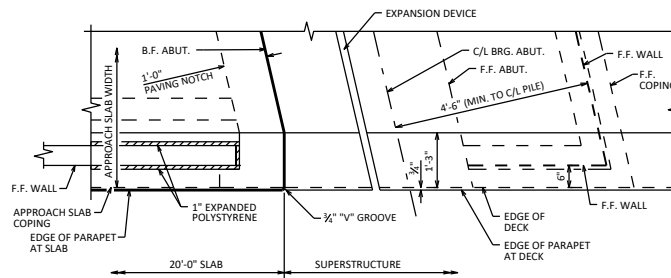 EXPANSION DEVICE
B.F. ABUT.
C/L BRG. ABUT.
F.F. ABUT.
F.F. WALL
F.F.
COPING
1'-0"
PAVING NOTCH
APPROACH SLAB WIDTH
4'-6" (MIN. TO C/L PILE)
¾"
1'-3"
6"
F.F. WALL
F.F. WALL
1" EXPANDED
POLYSTYRENE
APPROACH SLAB
COPING
EDGE OF PARAPET
AT SLAB
¾" "V" GROOVE
EDGE OF
DECK
EDGE OF PARAPET
AT DECK
20'-0" SLAB
SUPERSTRUCTURE